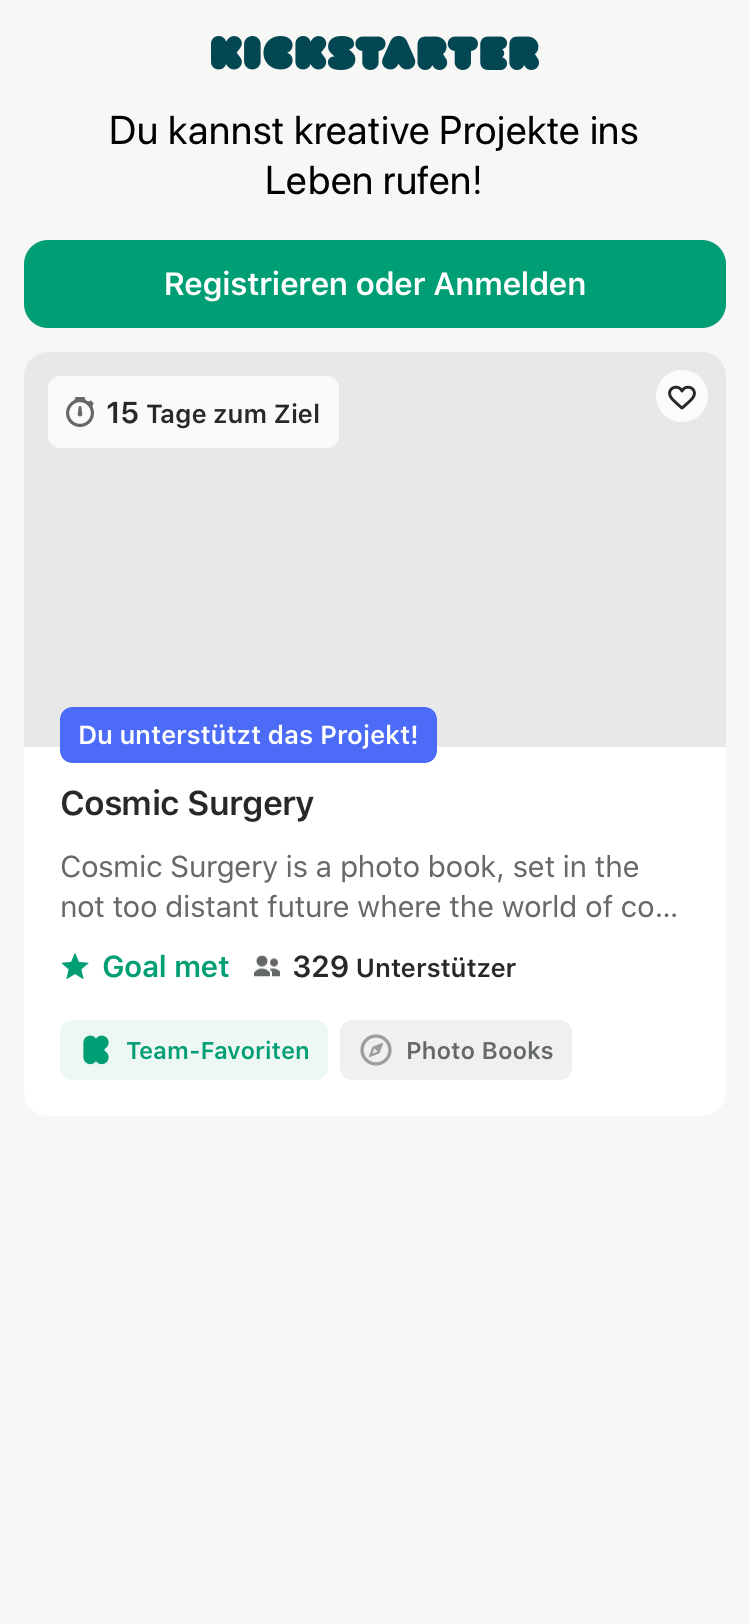 KICKSTARTER
Du kannst kreative Projekte ins
Leben rufen!
Registrieren oder Anmelden
15 Tage zum Ziel
Du unterstützt das Projekt!
Cosmic Surgery
Cosmic Surgery is a photo book, set in the
not too distant future where the world of co...
Goal met 329 Unterstützer
Team-Favoriten Photo Books